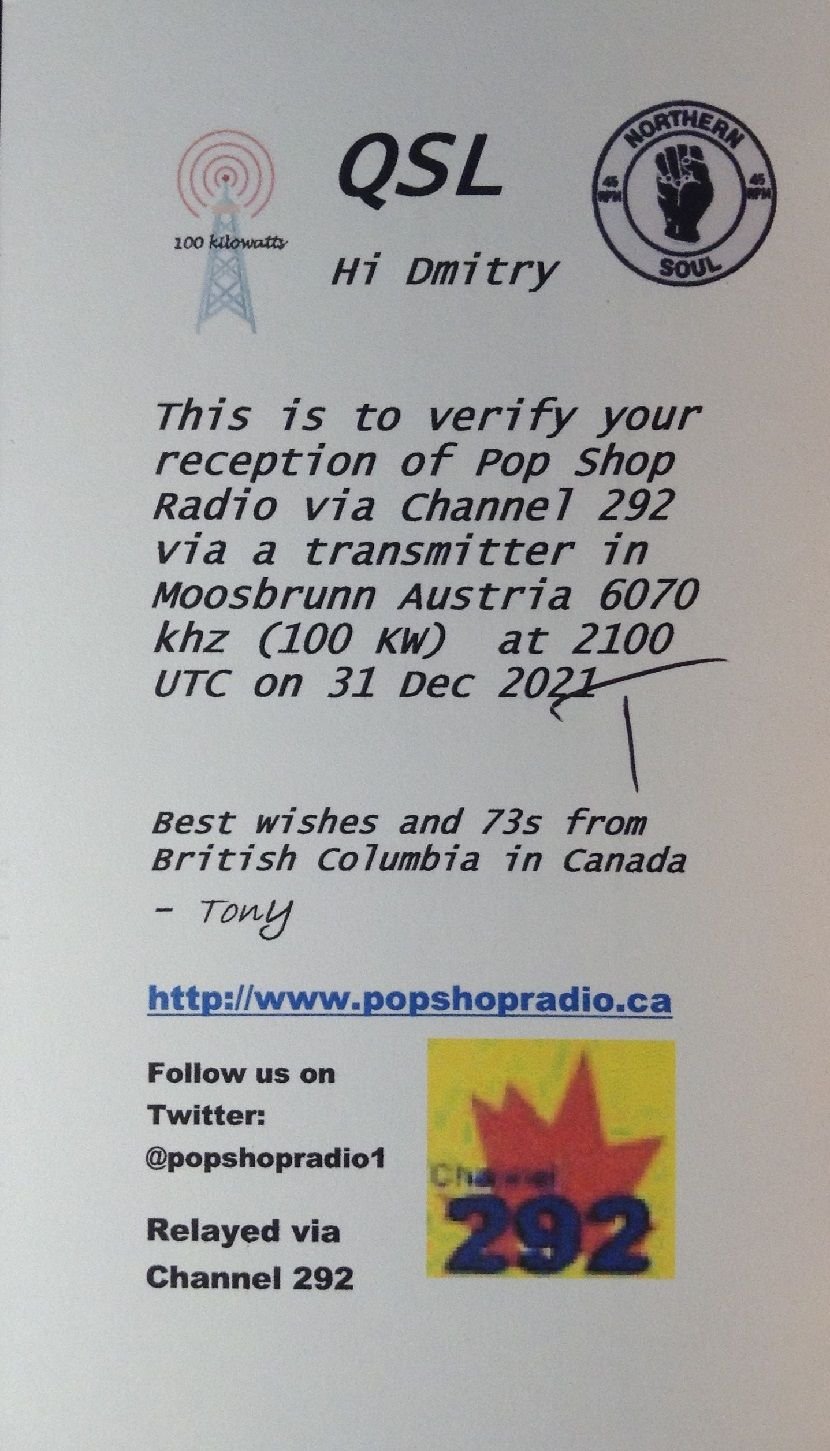 QSL
100 kilowatts
NORTHERN
45 RPM
45 RPM
SOUL
Hi Dmitry
This is to verify your
reception of Pop Shop
Radio via Channel 292
via a transmitter in
Moosbrunn Austria 6070
khz (100 KW)  at 2100
UTC on 31 Dec 2021
Best wishes and 73s from
British Columbia in Canada
- Tony
http://www.popshopradio.ca
Follow us on
Twitter:
@popshopradio1
Relayed via
Channel 292
Channel
292